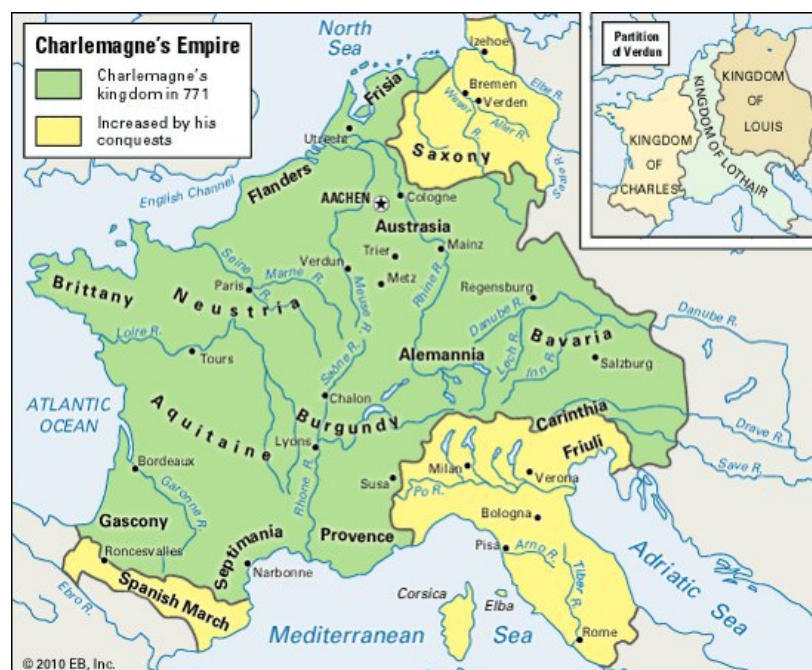 Charlemagne's Empire
Charlemagne's
kingdom in 771
Increased by his
conquests
Partition
of Verdun
KINGDOM
OF
LOUIS
KINGDOM OF LOTHAIR
KINGDOM
OF
CHARLES
North
Sea
Izehoe
Elbe R.
Bremen
Verden
Weser R.
Aller R.
Saale R.
Saxony
Frisia
Utrecht
English Channel
Flanders
AACHEN
Cologne
Austrasia
Trier
Mainz
Verdun
Metz
Rhine R.
Meuse R.
Seine R.
Marne R.
Paris
Brittany
Neustria
Regensburg
Danube R.
Danube R.
Bavaria
Lech R.
Inn R.
Salzburg
Alemannia
Loire R.
Tours
Saône R.
Chalon
Burgundy
Carinthia
Drave R.
Save R.
ATLANTIC
OCEAN
Aquitaine
Lyons
Friuli
Milan
Verona
Susa
Po R.
Bordeaux
Garonne R.
Rhone R.
Bologna
Gascony
Septimania
Provence
Pisa
Arno R.
Tiber R.
Adriatic Sea
Roncesvalles
Narbonne
Spanish March
Ebro R.
Corsica
Elba
Mediterranean Sea
Rome
© 2010 EB, Inc.